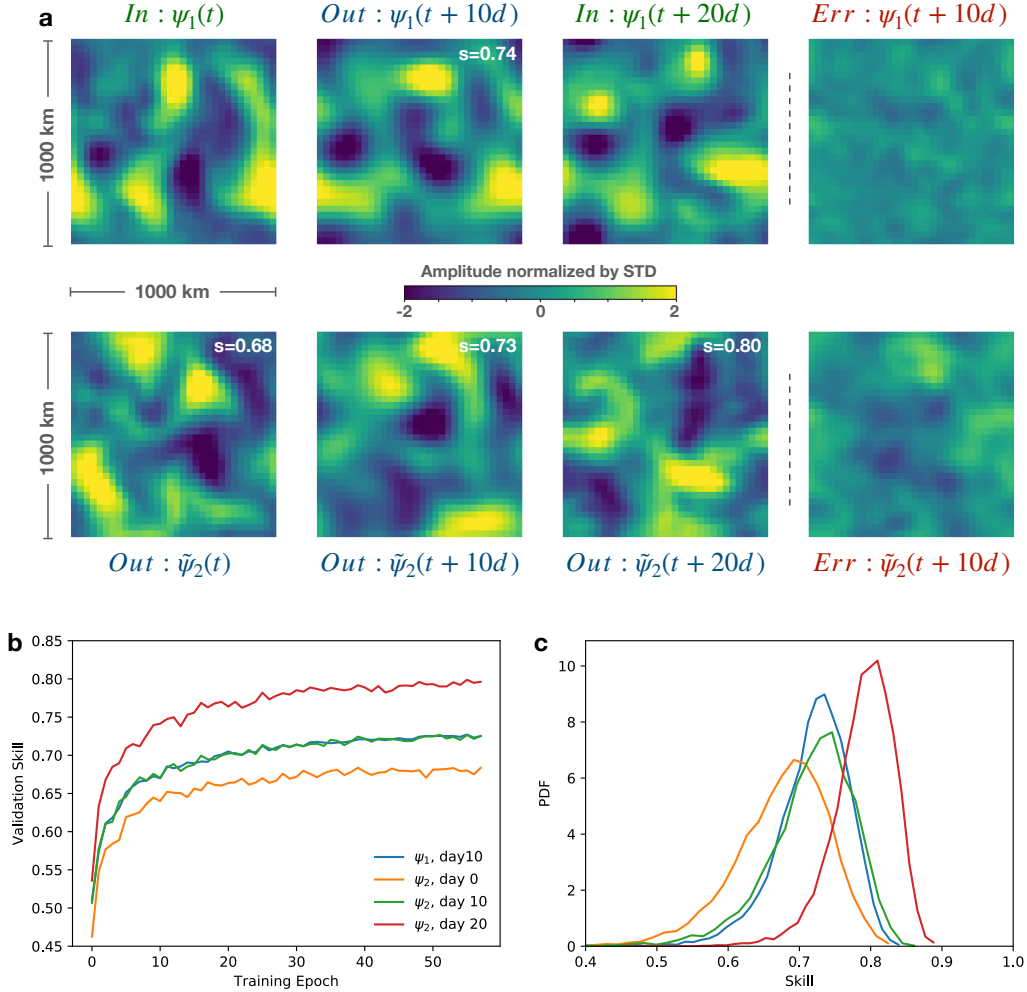 a
In : ψ₁(t)
Out : ψ₁(t + 10d)
In : ψ₁(t + 20d)
Err : ψ₁(t + 10d)
s=0.74
1000 km
1000 km
Amplitude normalized by STD
-2
0
2
1000 km
s=0.68
s=0.73
s=0.80
Out : ψ̃₂(t)
Out : ψ̃₂(t + 10d)
Out : ψ̃₂(t + 20d)
Err : ψ̃₂(t + 10d)
b
Validation Skill
0.85
0.80
0.75
0.70
0.65
0.60
0.55
0.50
0.45
ψ₁, day10
ψ₂, day 0
ψ₂, day 10
ψ₂, day 20
0 10 20 30 40 50
Training Epoch
c
PDF
10
8
6
4
2
0
0.4 0.5 0.6 0.7 0.8 0.9 1.0
Skill